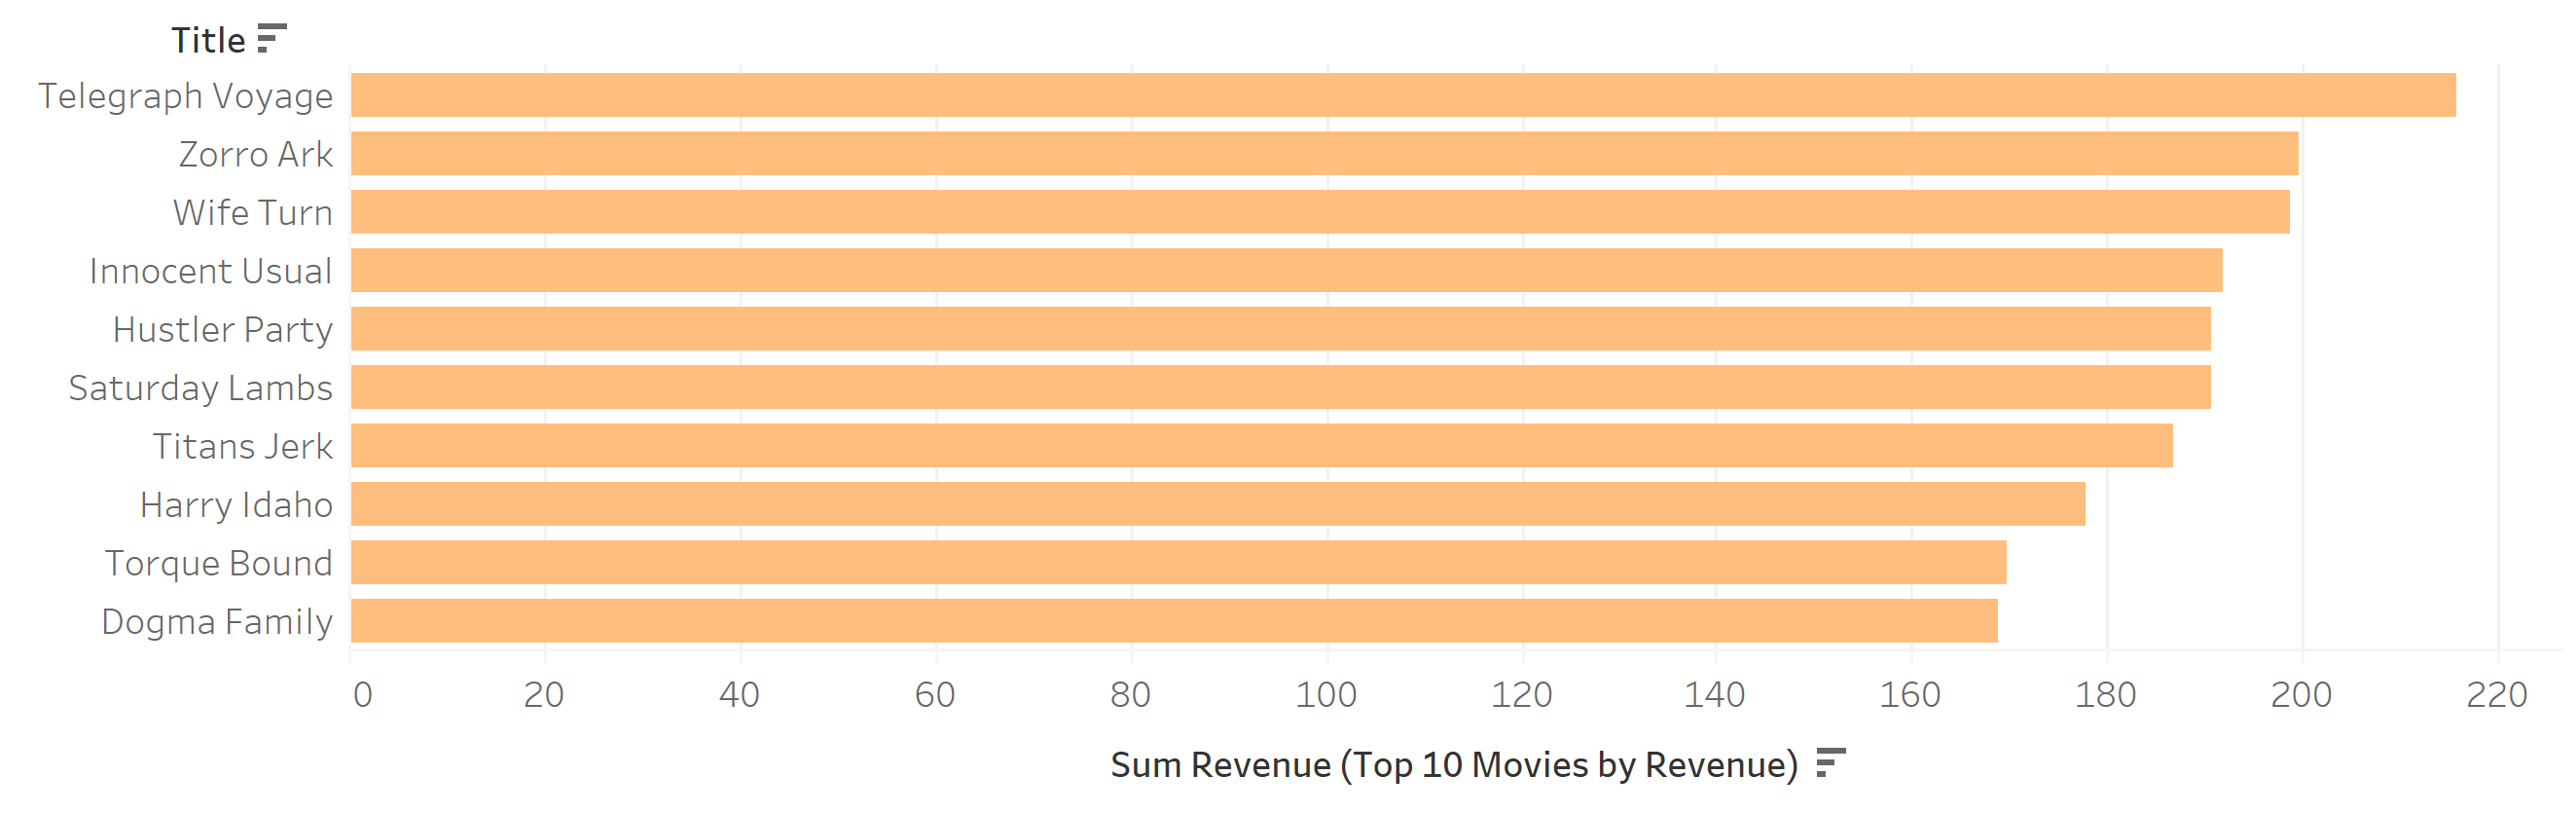 Title
Telegraph Voyage
Zorro Ark
Wife Turn
Innocent Usual
Hustler Party
Saturday Lambs
Titans Jerk
Harry Idaho
Torque Bound
Dogma Family
0 20 40 60 80 100 120 140 160 180 200 220
Sum Revenue (Top 10 Movies by Revenue)